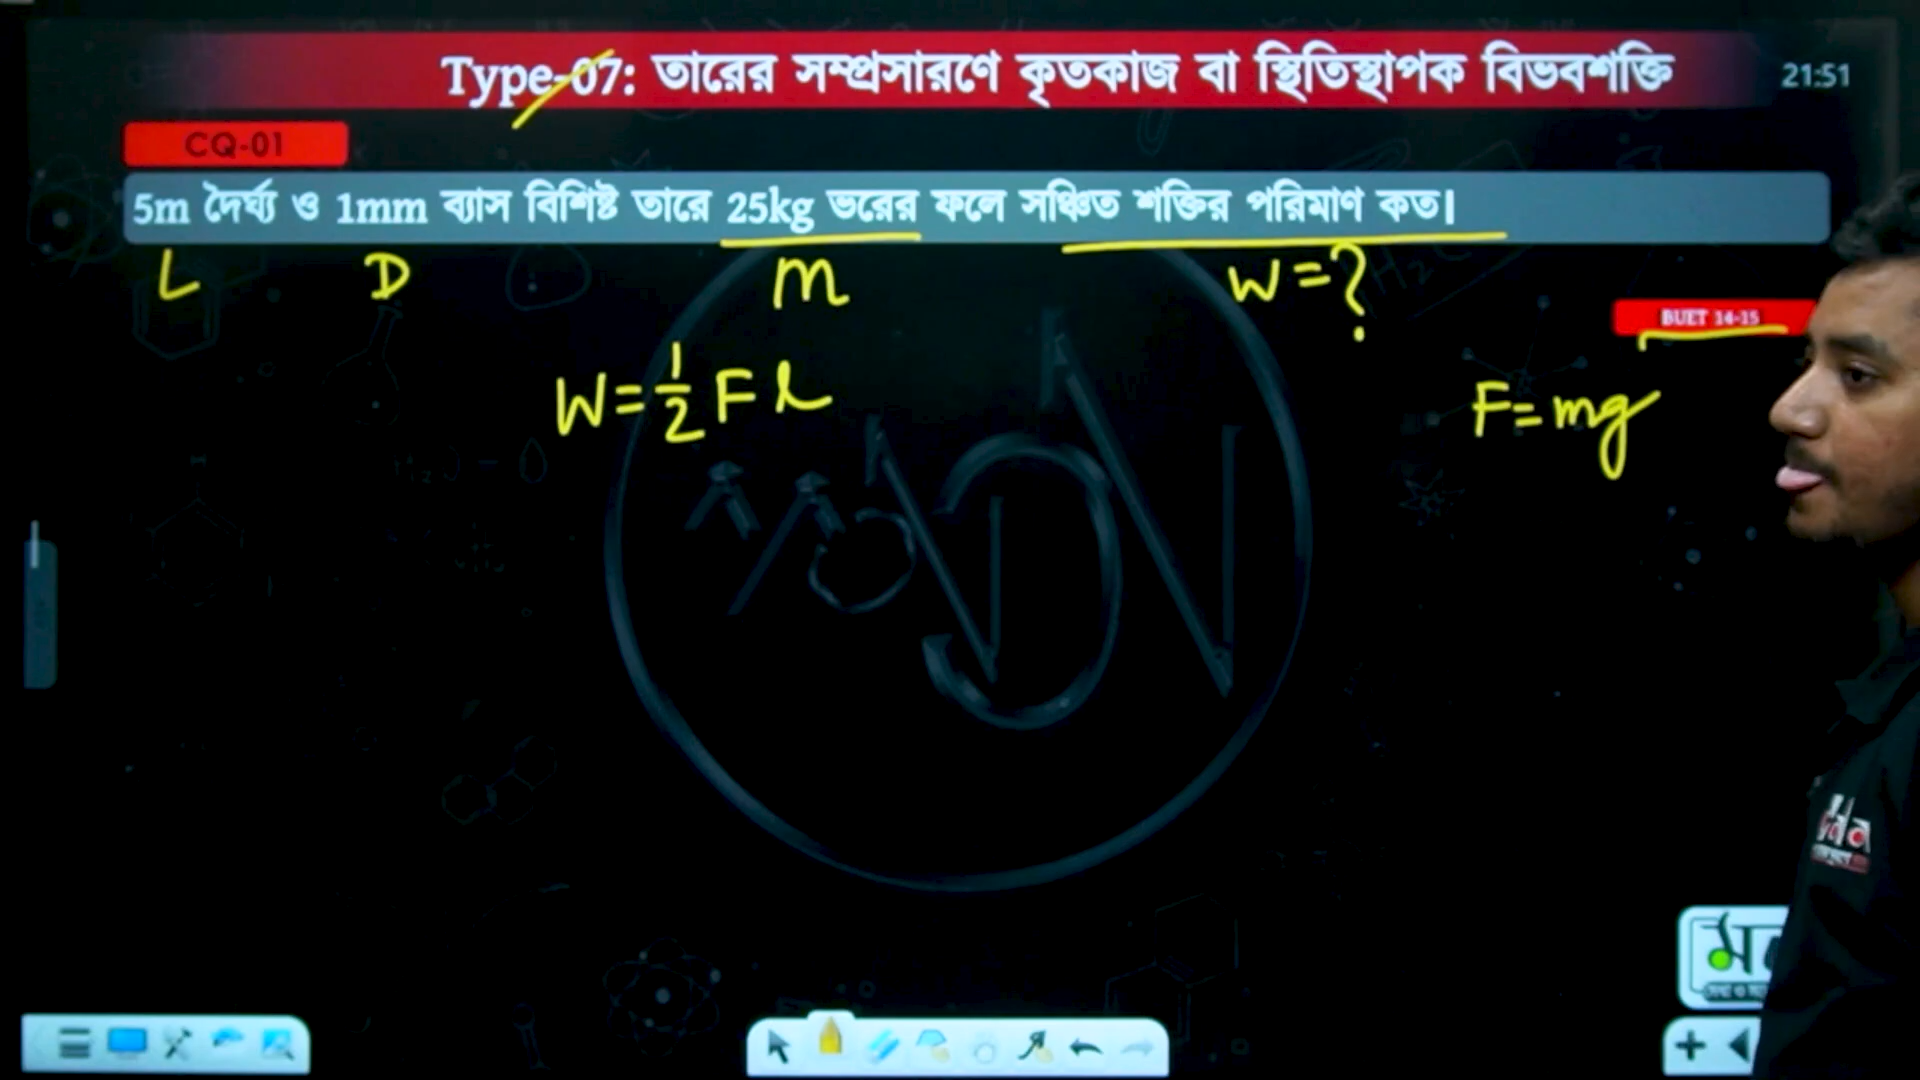 Type-07: তারের সম্প্রসারণে কৃতকাজ বা স্থিতিস্থাপক বিভবশক্তি
21:51
CQ-01
5m দৈর্ঘ্য ও 1mm ব্যাস বিশিষ্ট তারে 25kg ভরের ফলে সঞ্চিত শক্তির পরিমাণ কত।
L D m W=?
BUET 14-15
W=½ F l F=mg